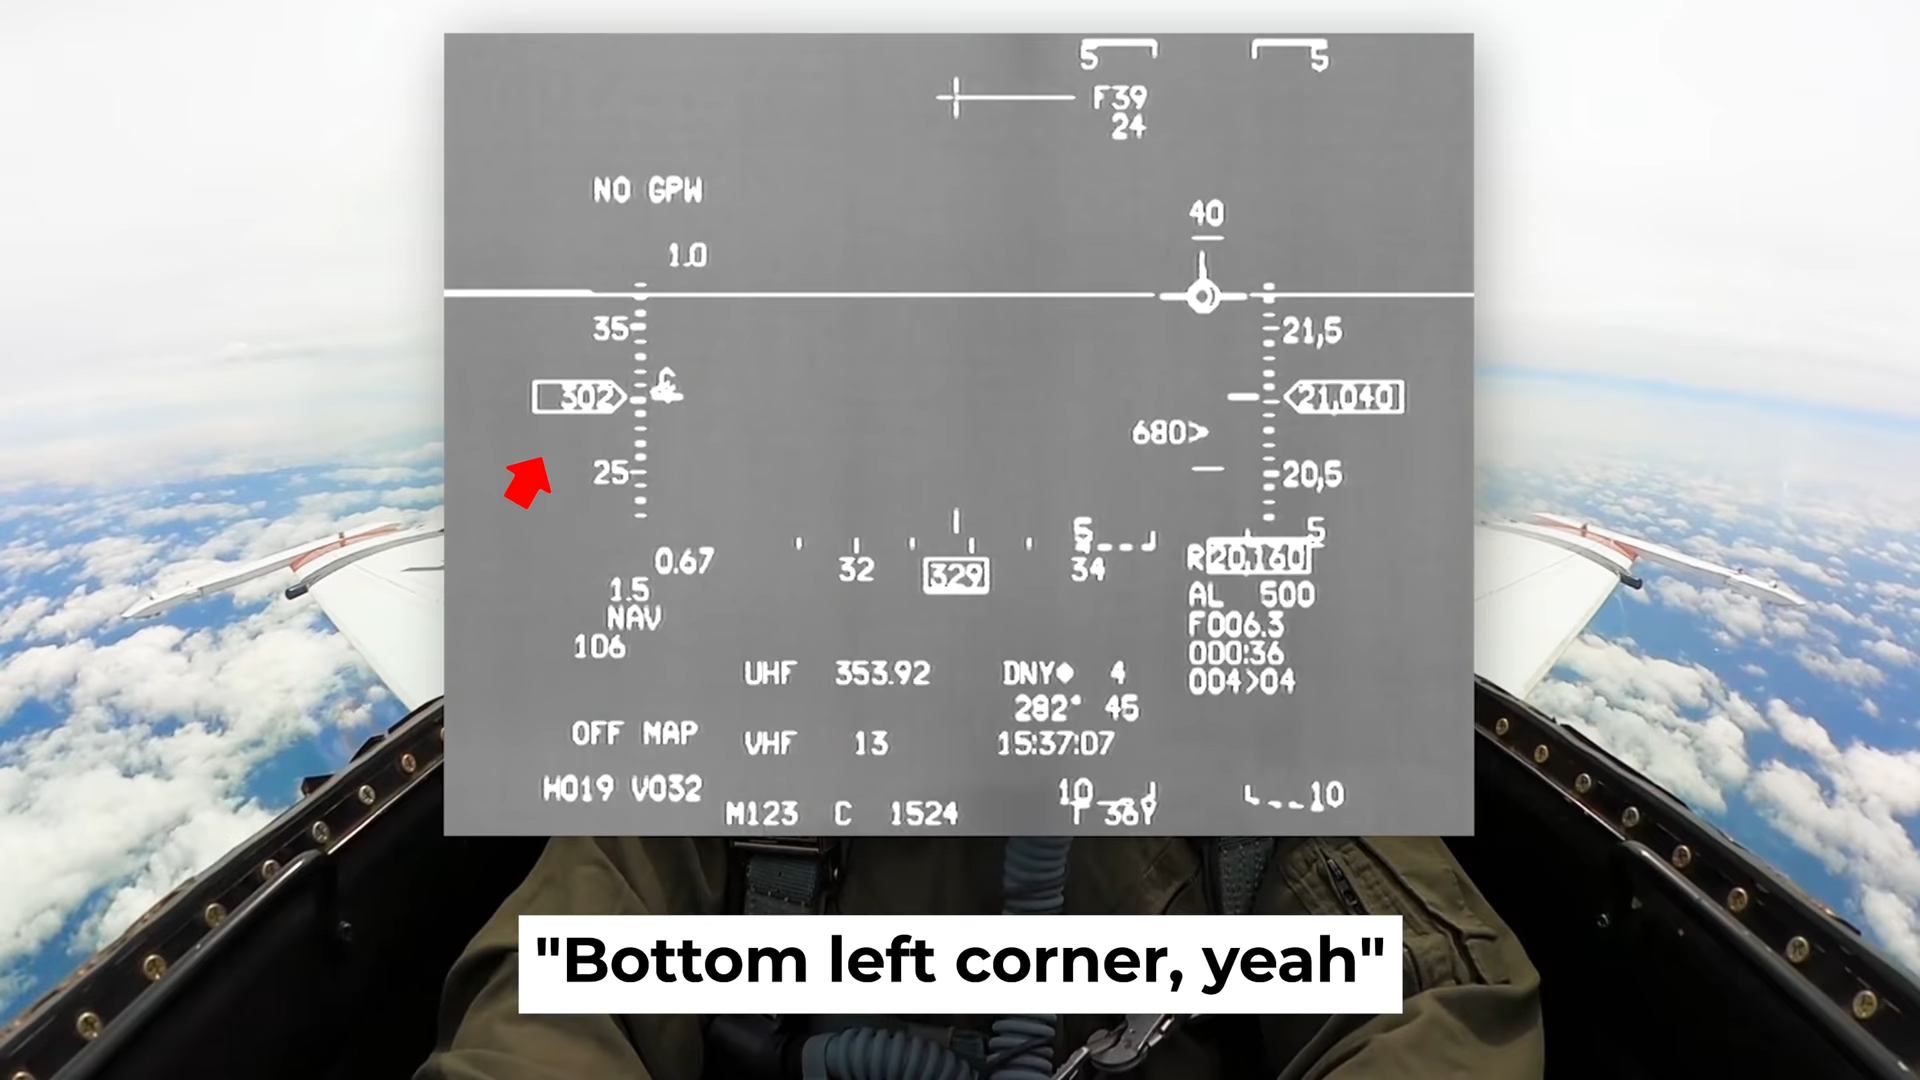 5 5
F39
24
NO GPW
40
1.0
35 21,5
302 C 21,040
680>
25 20,5
5 5
0.67 32 329 34 R 20,160
1.5 AL 500
NAV F006.3
106 000:36
UHF 353.92 DNY♦ 4 004>04
282° 45
OFF MAP VHF 13 15:37:07
H019 V032 10 10
M123 C 1524
"Bottom left corner, yeah"